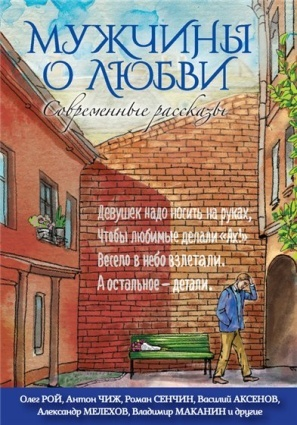 МУЖЧИНЫ
О ЛЮБВИ
Современные рассказы
Девушек надо носить на руках,
Чтобы любимые делали «Ах!»
Весело в небо взлетали.
А остальное – детали.
Олег РОЙ, Антон ЧИЖ, Роман СЕНЧИН, Василий АКСЕНОВ,
Александр МЕЛЕХОВ, Владимир МАКАНИН и другие